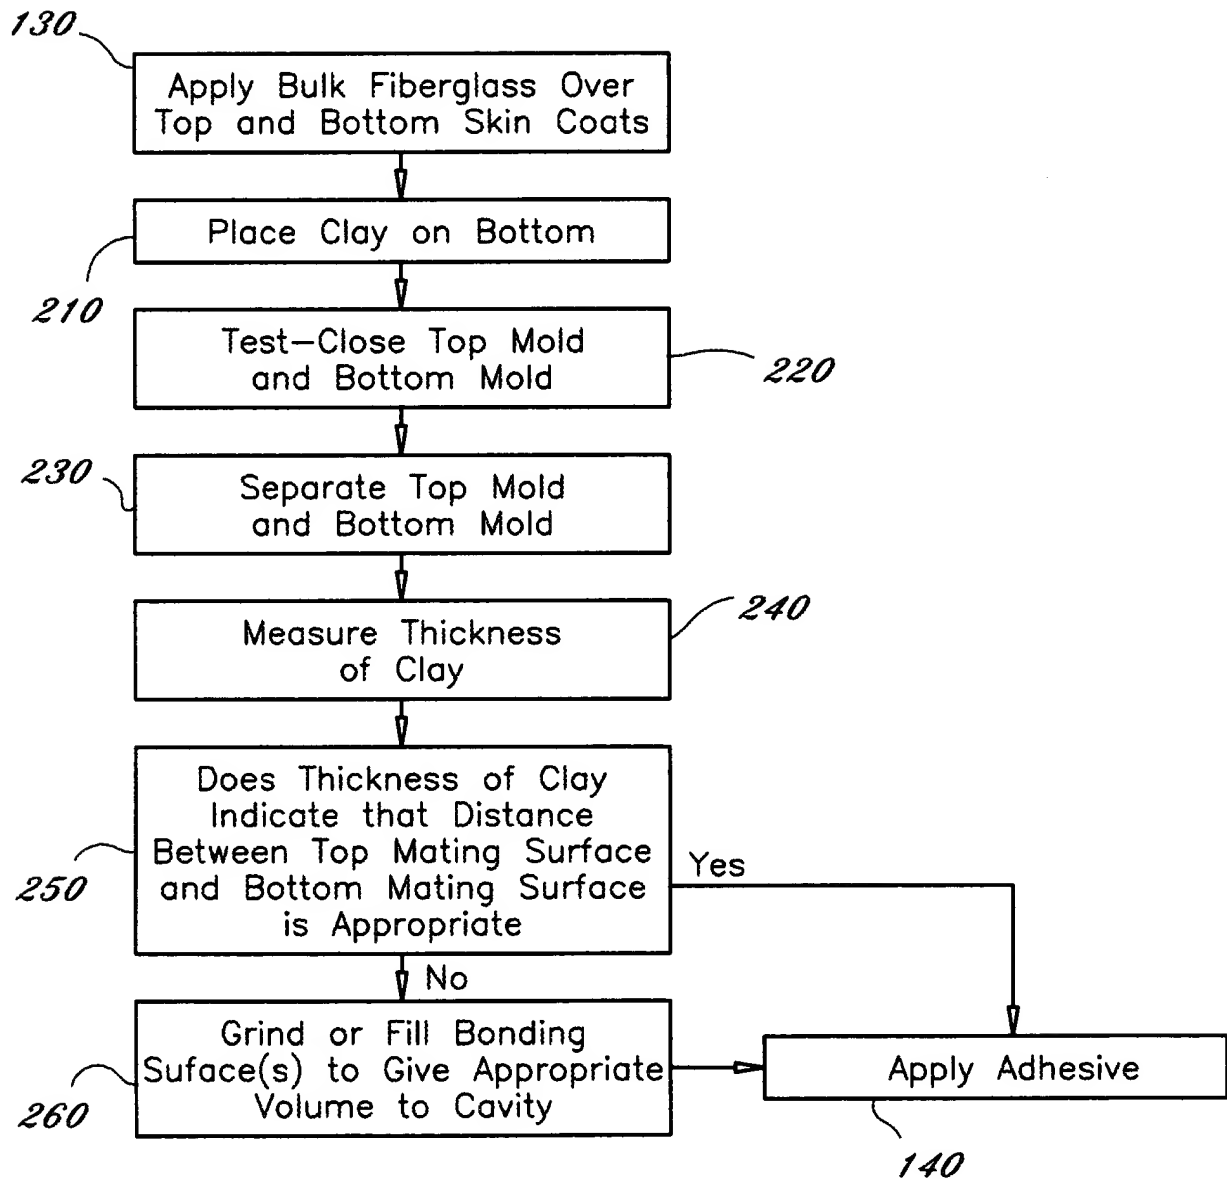 130
Apply Bulk Fiberglass Over
Top and Bottom Skin Coats
Place Clay on Bottom
210
Test-Close Top Mold
and Bottom Mold
220
230
Separate Top Mold
and Bottom Mold
240
Measure Thickness
of Clay
Does Thickness of Clay
Indicate that Distance
Between Top Mating Surface
and Bottom Mating Surface
is Appropriate
250
Yes
No
Grind or Fill Bonding
Suface(s) to Give Appropriate
Volume to Cavity
260
Apply Adhesive
140